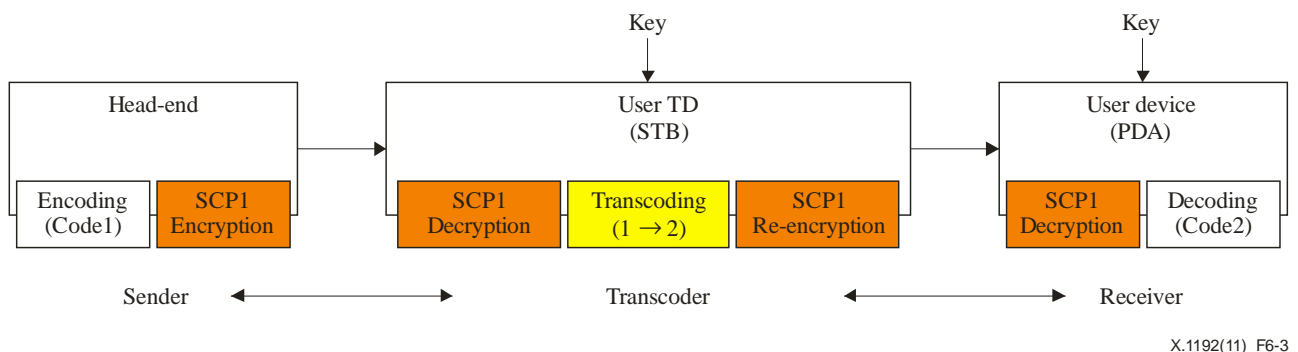 Key
Key
Head-end
User TD
(STB)
User device
(PDA)
Encoding
(Code1)
SCP1
Encryption
SCP1
Decryption
Transcoding
(1 → 2)
SCP1
Re-encryption
SCP1
Decryption
Decoding
(Code2)
Sender
Transcoder
Receiver
X.1192(11)_F6-3